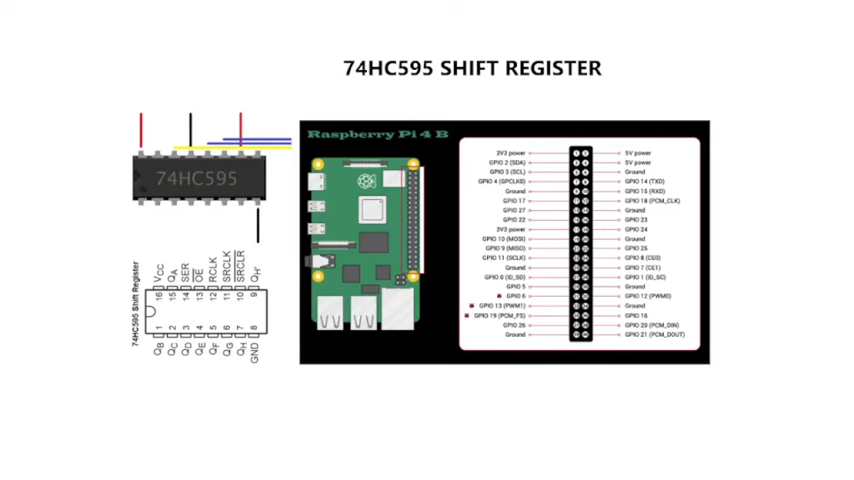 74HC595 SHIFT REGISTER
Raspberry Pi 4 B
74HC595
3V3 power 5V power
GPIO 2 (SDA) 5V power
GPIO 3 (SCL) Ground
GPIO 4 (GPCLK0) GPIO 14 (TXD)
Ground GPIO 15 (RXD)
GPIO 17 GPIO 18 (PCM_CLK)
GPIO 27 Ground
GPIO 22 GPIO 23
3V3 power GPIO 24
GPIO 10 (MOSI) Ground
GPIO 9 (MISO) GPIO 25
GPIO 11 (SCLK) GPIO 8 (CE0)
Ground GPIO 7 (CE1)
GPIO 0 (ID_SD) GPIO 1 (ID_SC)
GPIO 5 Ground
GPIO 6 GPIO 12 (PWM0)
GPIO 13 (PWM1) Ground
GPIO 19 (PCM_FS) GPIO 16
GPIO 26 GPIO 20 (PCM_DIN)
Ground GPIO 21 (PCM_DOUT)
74HC595 Shift Register
VCC QA SER OE RCLK SRCLK SRCLR QH'
16 15 14 13 12 11 10 9
1 2 3 4 5 6 7 8
QB QC QD QE QF QG QH GND